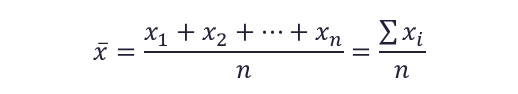 x̄ = (x₁ + x₂ + ⋯ + xₙ)/n = (∑ xᵢ)/n